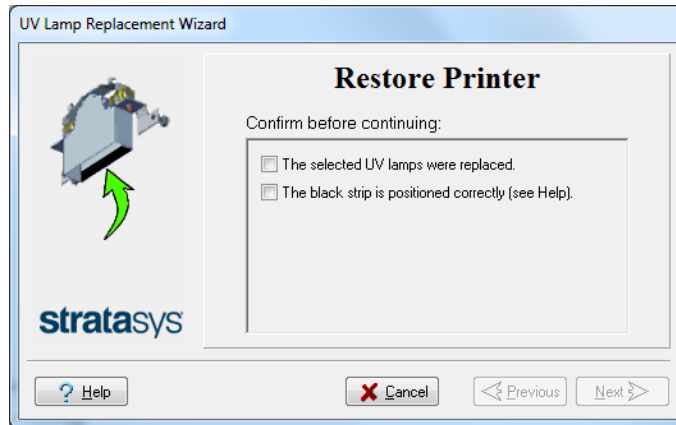 UV Lamp Replacement Wizard
Restore Printer
Confirm before continuing:
The selected UV lamps were replaced.
The black strip is positioned correctly (see Help).
stratasys
? Help
Cancel
Previous
Next